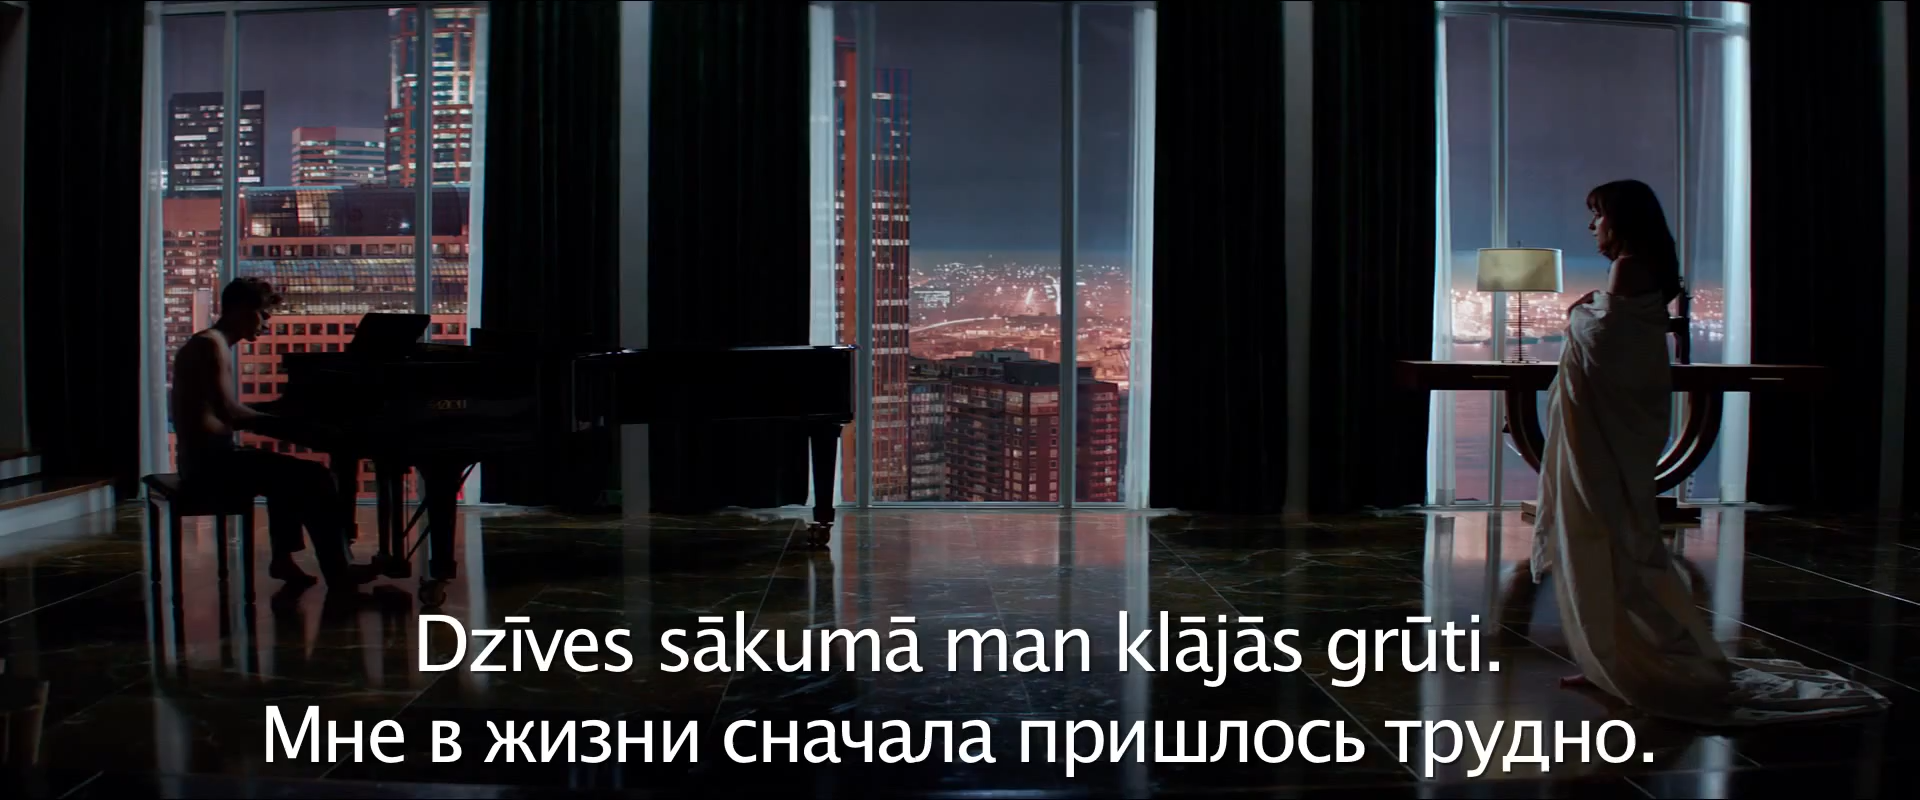 Dzīves sākumā man klājās grūti.
Мне в жизни сначала пришлось трудно.